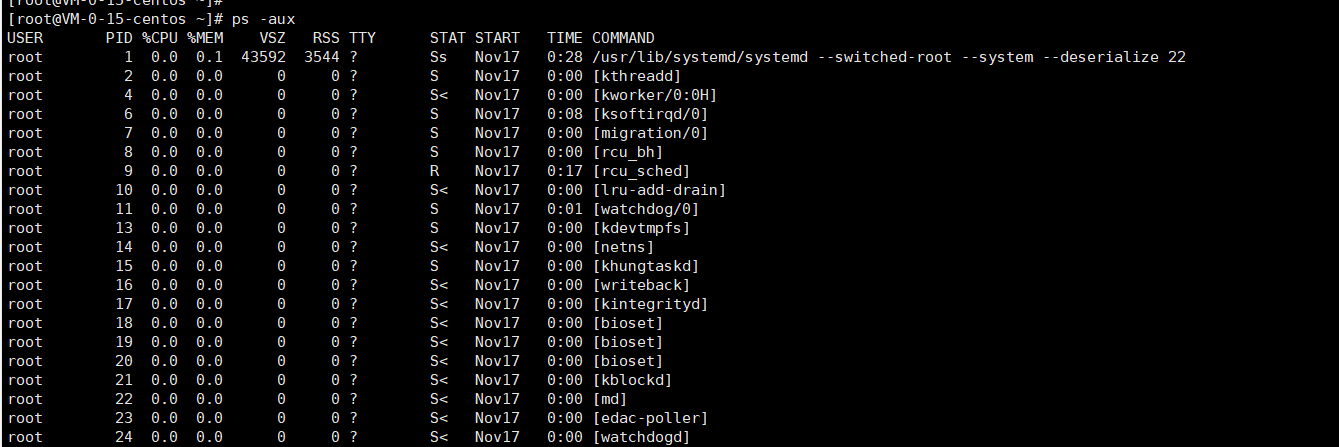 [root@VM-0-15-centos ~]#
[root@VM-0-15-centos ~]# ps -aux
USER       PID %CPU %MEM    VSZ   RSS TTY      STAT START   TIME COMMAND
root         1  0.0  0.1  43592  3544 ?        Ss   Nov17   0:28 /usr/lib/systemd/systemd --switched-root --system --deserialize 22
root         2  0.0  0.0      0     0 ?        S    Nov17   0:00 [kthreadd]
root         4  0.0  0.0      0     0 ?        S<   Nov17   0:00 [kworker/0:0H]
root         6  0.0  0.0      0     0 ?        S    Nov17   0:08 [ksoftirqd/0]
root         7  0.0  0.0      0     0 ?        S    Nov17   0:00 [migration/0]
root         8  0.0  0.0      0     0 ?        S    Nov17   0:00 [rcu_bh]
root         9  0.0  0.0      0     0 ?        R    Nov17   0:17 [rcu_sched]
root        10  0.0  0.0      0     0 ?        S<   Nov17   0:00 [lru-add-drain]
root        11  0.0  0.0      0     0 ?        S    Nov17   0:01 [watchdog/0]
root        13  0.0  0.0      0     0 ?        S    Nov17   0:00 [kdevtmpfs]
root        14  0.0  0.0      0     0 ?        S<   Nov17   0:00 [netns]
root        15  0.0  0.0      0     0 ?        S    Nov17   0:00 [khungtaskd]
root        16  0.0  0.0      0     0 ?        S<   Nov17   0:00 [writeback]
root        17  0.0  0.0      0     0 ?        S<   Nov17   0:00 [kintegrityd]
root        18  0.0  0.0      0     0 ?        S<   Nov17   0:00 [bioset]
root        19  0.0  0.0      0     0 ?        S<   Nov17   0:00 [bioset]
root        20  0.0  0.0      0     0 ?        S<   Nov17   0:00 [bioset]
root        21  0.0  0.0      0     0 ?        S<   Nov17   0:00 [kblockd]
root        22  0.0  0.0      0     0 ?        S<   Nov17   0:00 [md]
root        23  0.0  0.0      0     0 ?        S<   Nov17   0:00 [edac-poller]
root        24  0.0  0.0      0     0 ?        S<   Nov17   0:00 [watchdogd]